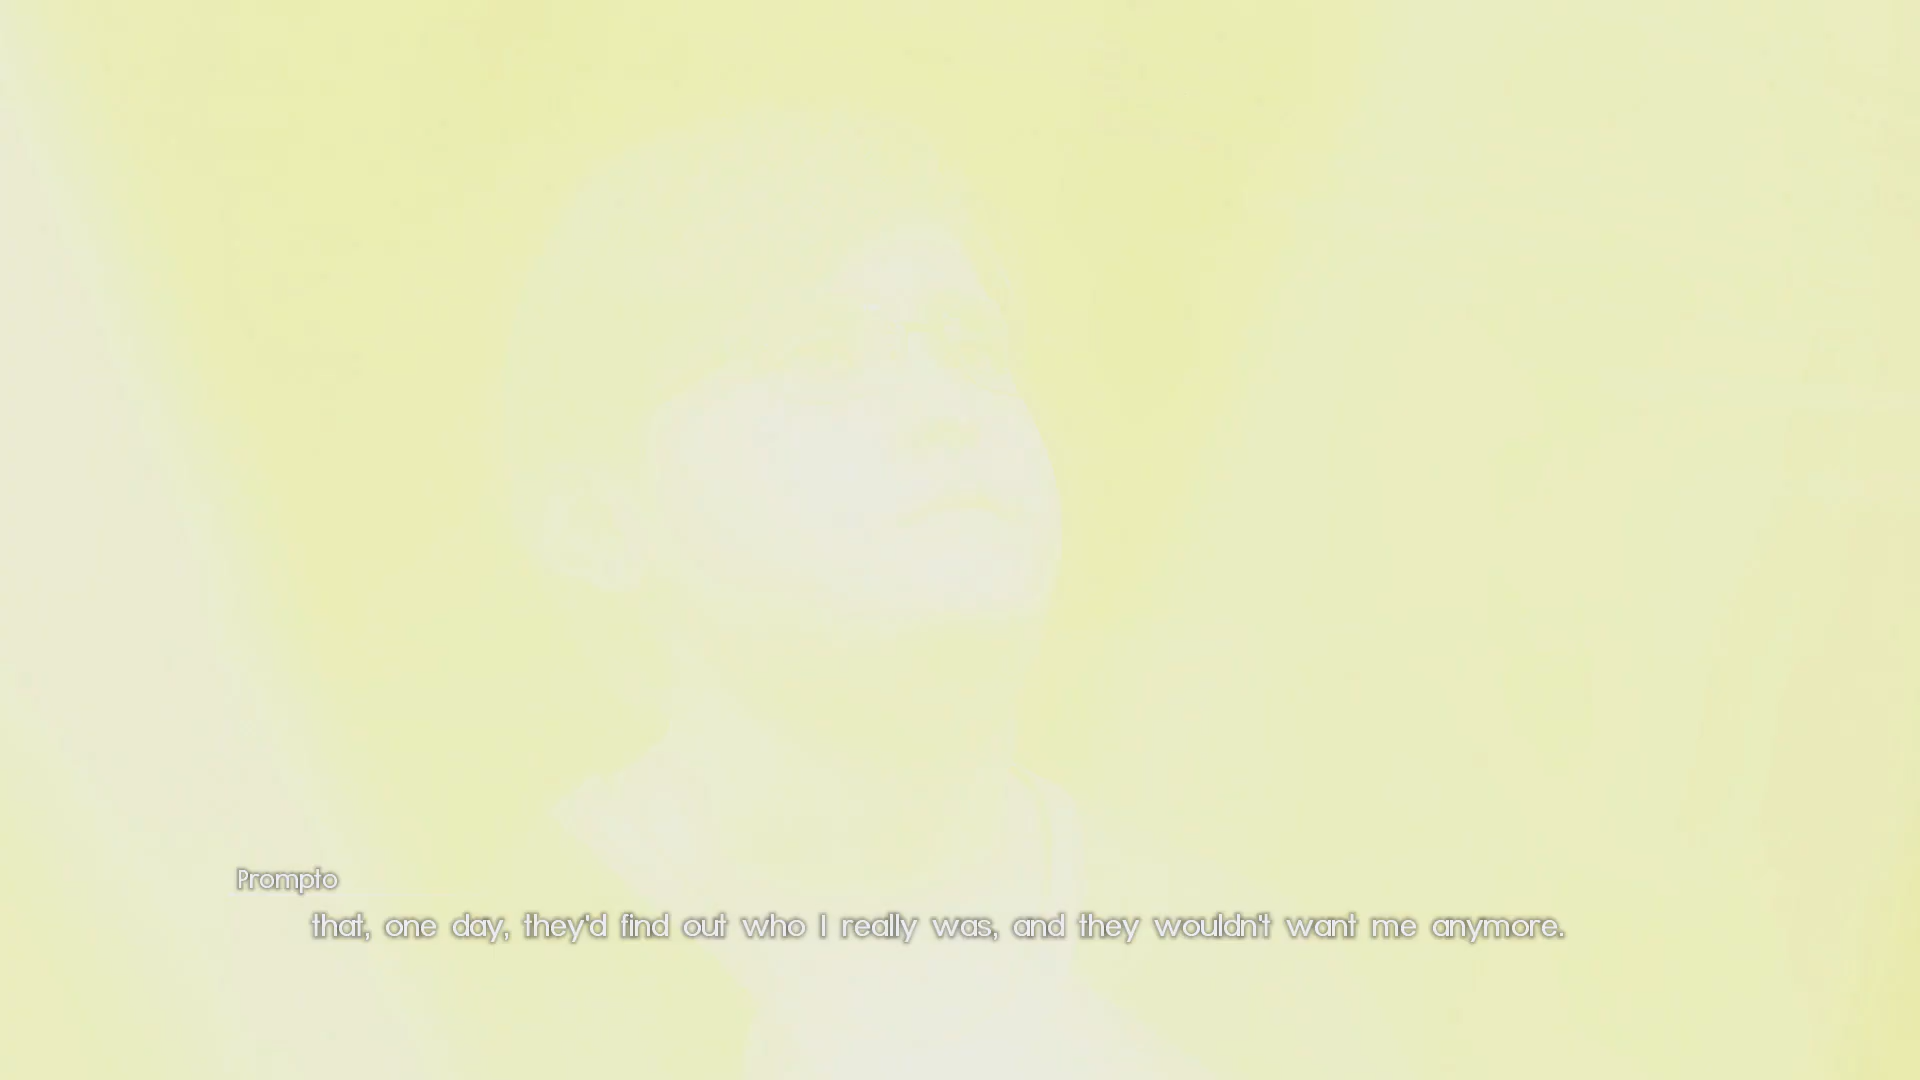 Prompto
that, one day, they'd find out who I really was, and they wouldn't want me anymore.